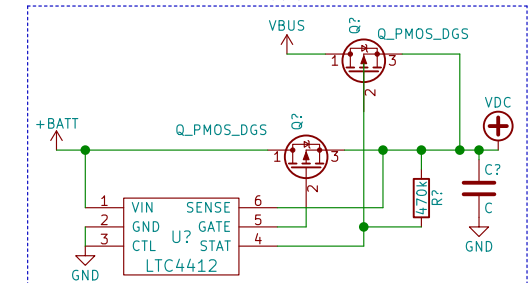 VBUS
Q?
Q_PMOS_DGS
1
3
2
VDC
+BATT
Q_PMOS_DGS
Q?
1
3
2
470k
R?
C?
C
GND
1
VIN
SENSE
6
2
GND
GATE
5
3
CTL
STAT
4
U?
LTC4412
GND